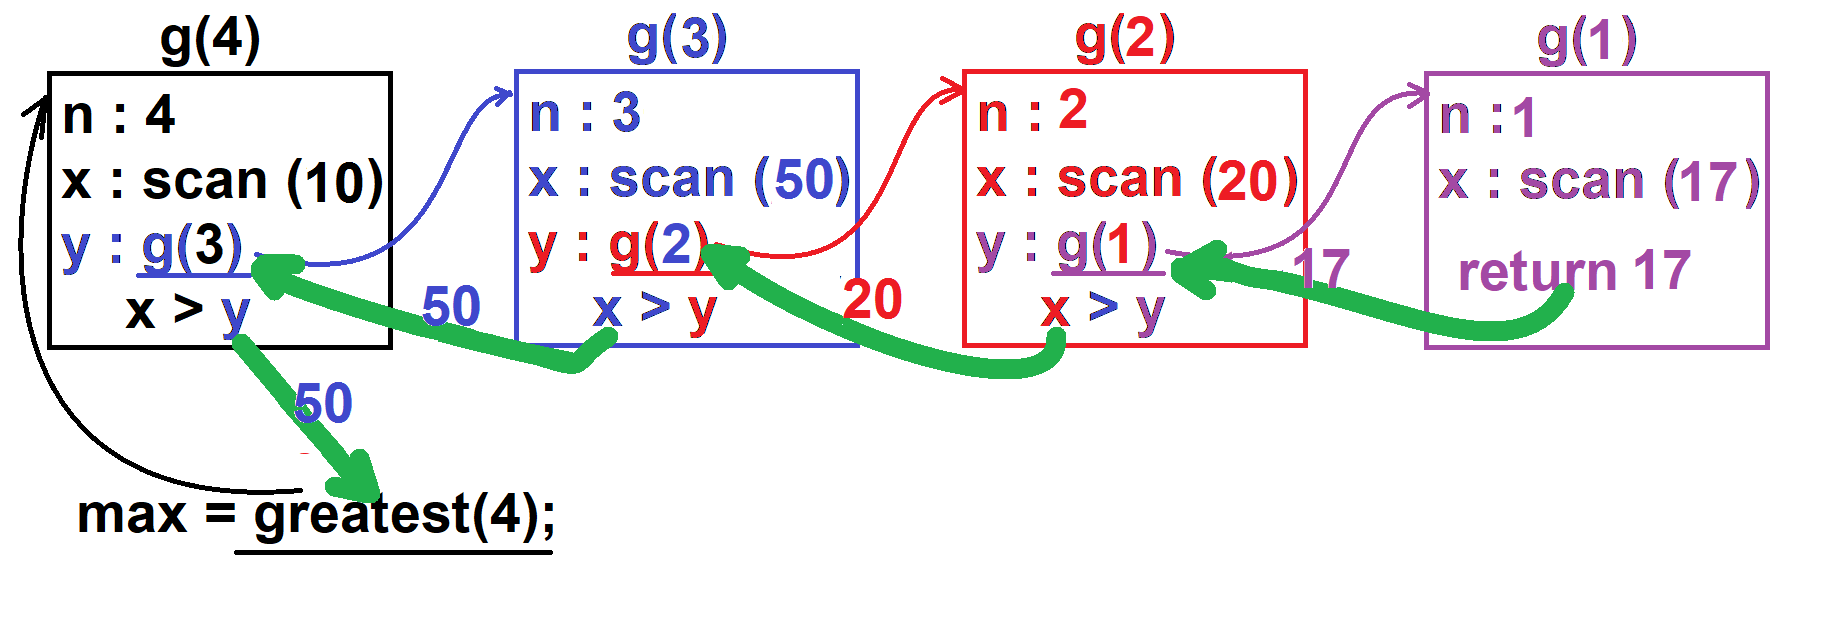 g(4)
n : 4
x : scan (10)
y : g(3)
x > y
g(3)
n : 3
x : scan (50)
y : g(2)
x > y
g(2)
n : 2
x : scan (20)
y : g(1)
x > y
g(1)
n :1
x : scan (17)
return 17
17
20
50
50
max = greatest(4);